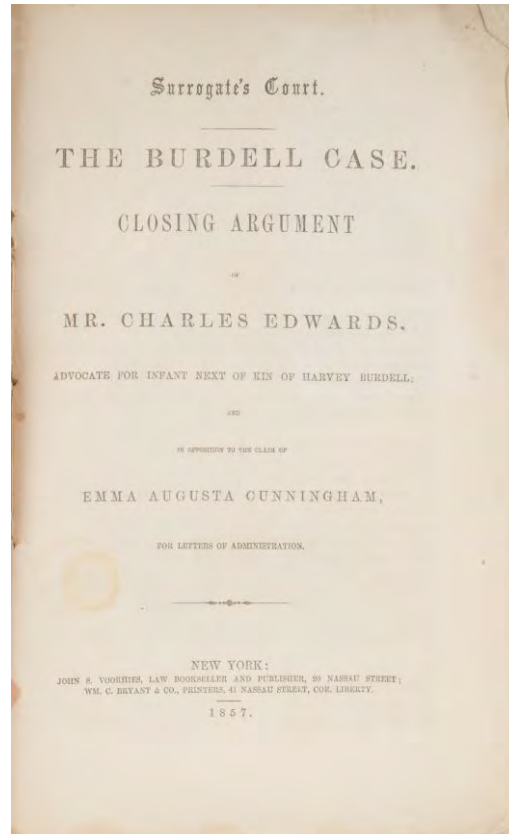 Surrogate's Court.
THE BURDELL CASE.
CLOSING ARGUMENT
OF
MR. CHARLES EDWARDS,
ADVOCATE FOR INFANT NEXT OF KIN OF HARVEY BURDELL;
AND
IN OPPOSITION TO THE CLAIM OF
EMMA AUGUSTA CUNNINGHAM,
FOR LETTERS OF ADMINISTRATION.
NEW YORK:
JOHN S. VOORHIES, LAW BOOKSELLER AND PUBLISHER, 20 NASSAU STREET;
WM. C. BRYANT & CO., PRINTERS, 41 NASSAU STREET, COR. LIBERTY.
1857.